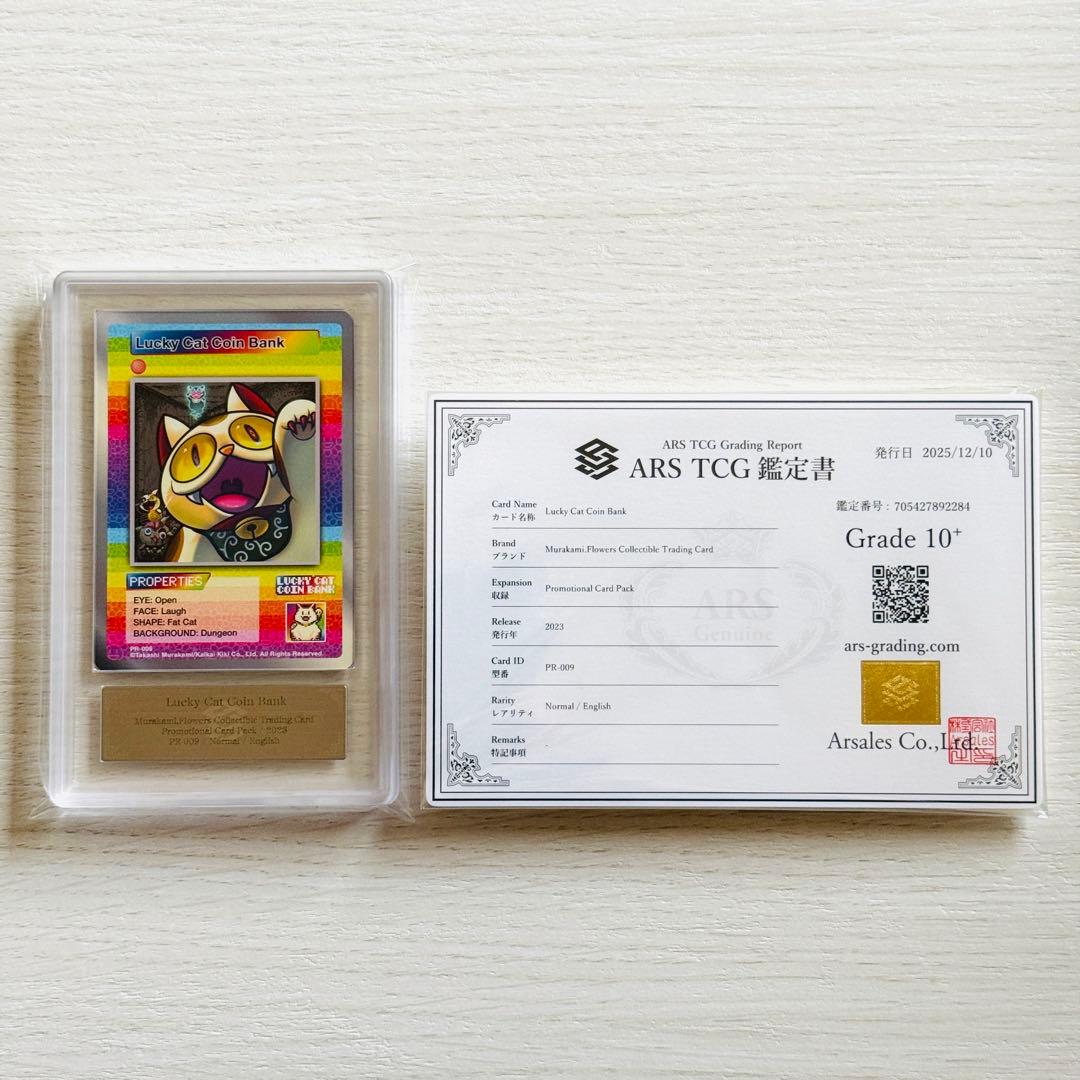 Lucky Cat Coin Bank
PROPERTIES
LUCKY CAT
COIN BANK
EYE: Open
FACE: Laugh
SHAPE: Fat Cat
BACKGROUND: Dungeon
PR-009
©Takashi Murakami/Kaikai Kiki Co., Ltd. All Rights Reserved.
Lucky Cat Coin Bank
Murakami.Flowers Collectible Trading Card
Promotional Card Pack · 2023
PR-009 / Normal / English
ARS TCG Grading Report
ARS TCG 鑑定書
発行日 2025/12/10
Card Name
カード名称
Lucky Cat Coin Bank
Brand
ブランド
Murakami.Flowers Collectible Trading Card
Expansion
収録
Promotional Card Pack
Release
発行年
2023
Card ID
型番
PR-009
Rarity
レアリティ
Normal / English
Remarks
特記事項
-
ARS
Genuine
鑑定番号 : 705427892284
Grade 10+
ars-grading.com
Arsales Co.,Ltd.